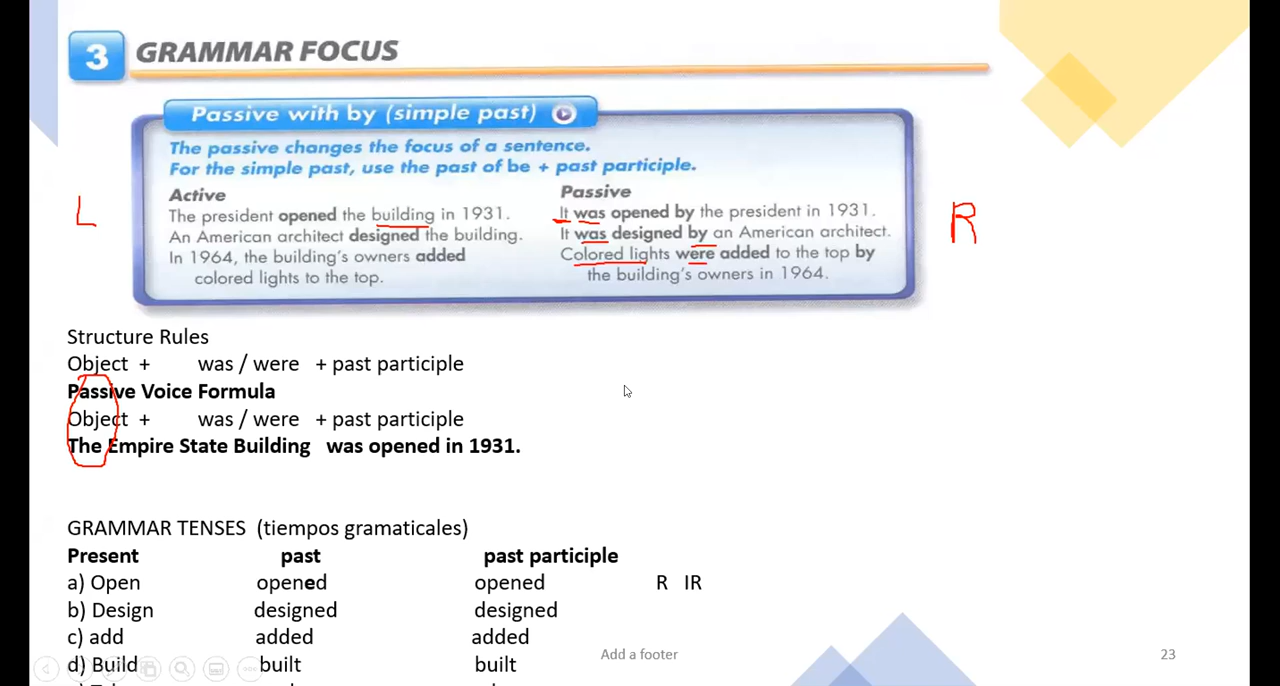 3 GRAMMAR FOCUS
Passive with by (simple past)
The passive changes the focus of a sentence.
For the simple past, use the past of be + past participle.
Active Passive
The president opened the building in 1931. It was opened by the president in 1931.
An American architect designed the building. It was designed by an American architect.
In 1964, the building's owners added Colored lights were added to the top by
colored lights to the top. the building's owners in 1964.
L R
Structure Rules
Object + was / were + past participle
Passive Voice Formula
Object + was / were + past participle
The Empire State Building was opened in 1931.
GRAMMAR TENSES (tiempos gramaticales)
Present past past participle
a) Open opened opened R IR
b) Design designed designed
c) add added added
d) Build built built
Add a footer 23